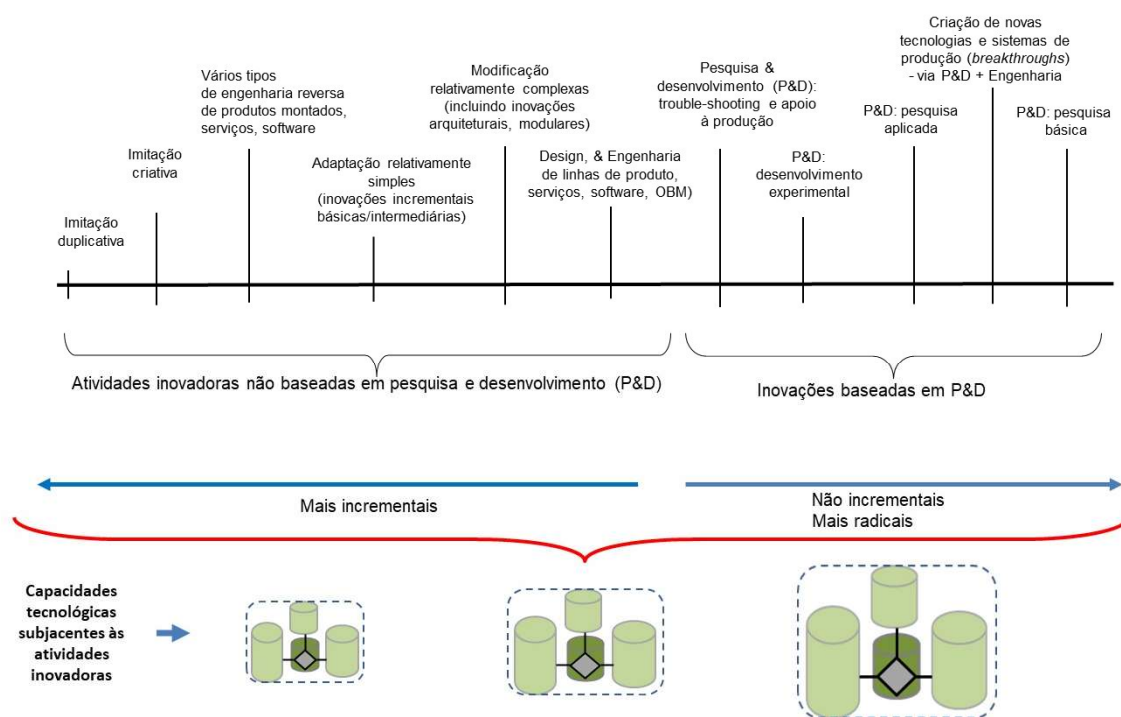 Imitação
duplicativa
Imitação
criativa
Vários tipos
de engenharia reversa
de produtos montados,
serviços, software
Adaptação relativamente
simples
(inovações incrementais
básicas/intermediárias)
Modificação
relativamente complexas
(incluindo inovações
arquiteturais, modulares)
Design, & Engenharia
de linhas de produto,
serviços, software, OBM)
Pesquisa &
desenvolvimento (P&D):
trouble-shooting e apoio
à produção
P&D:
desenvolvimento
experimental
P&D: pesquisa
aplicada
Criação de novas
tecnologias e sistemas de
produção (breakthroughs)
- via P&D + Engenharia
P&D: pesquisa
básica
Atividades inovadoras não baseadas em pesquisa e desenvolvimento (P&D)
Inovações baseadas em P&D
Mais incrementais
Não incrementais
Mais radicais
Capacidades
tecnológicas
subjacentes às
atividades
inovadoras